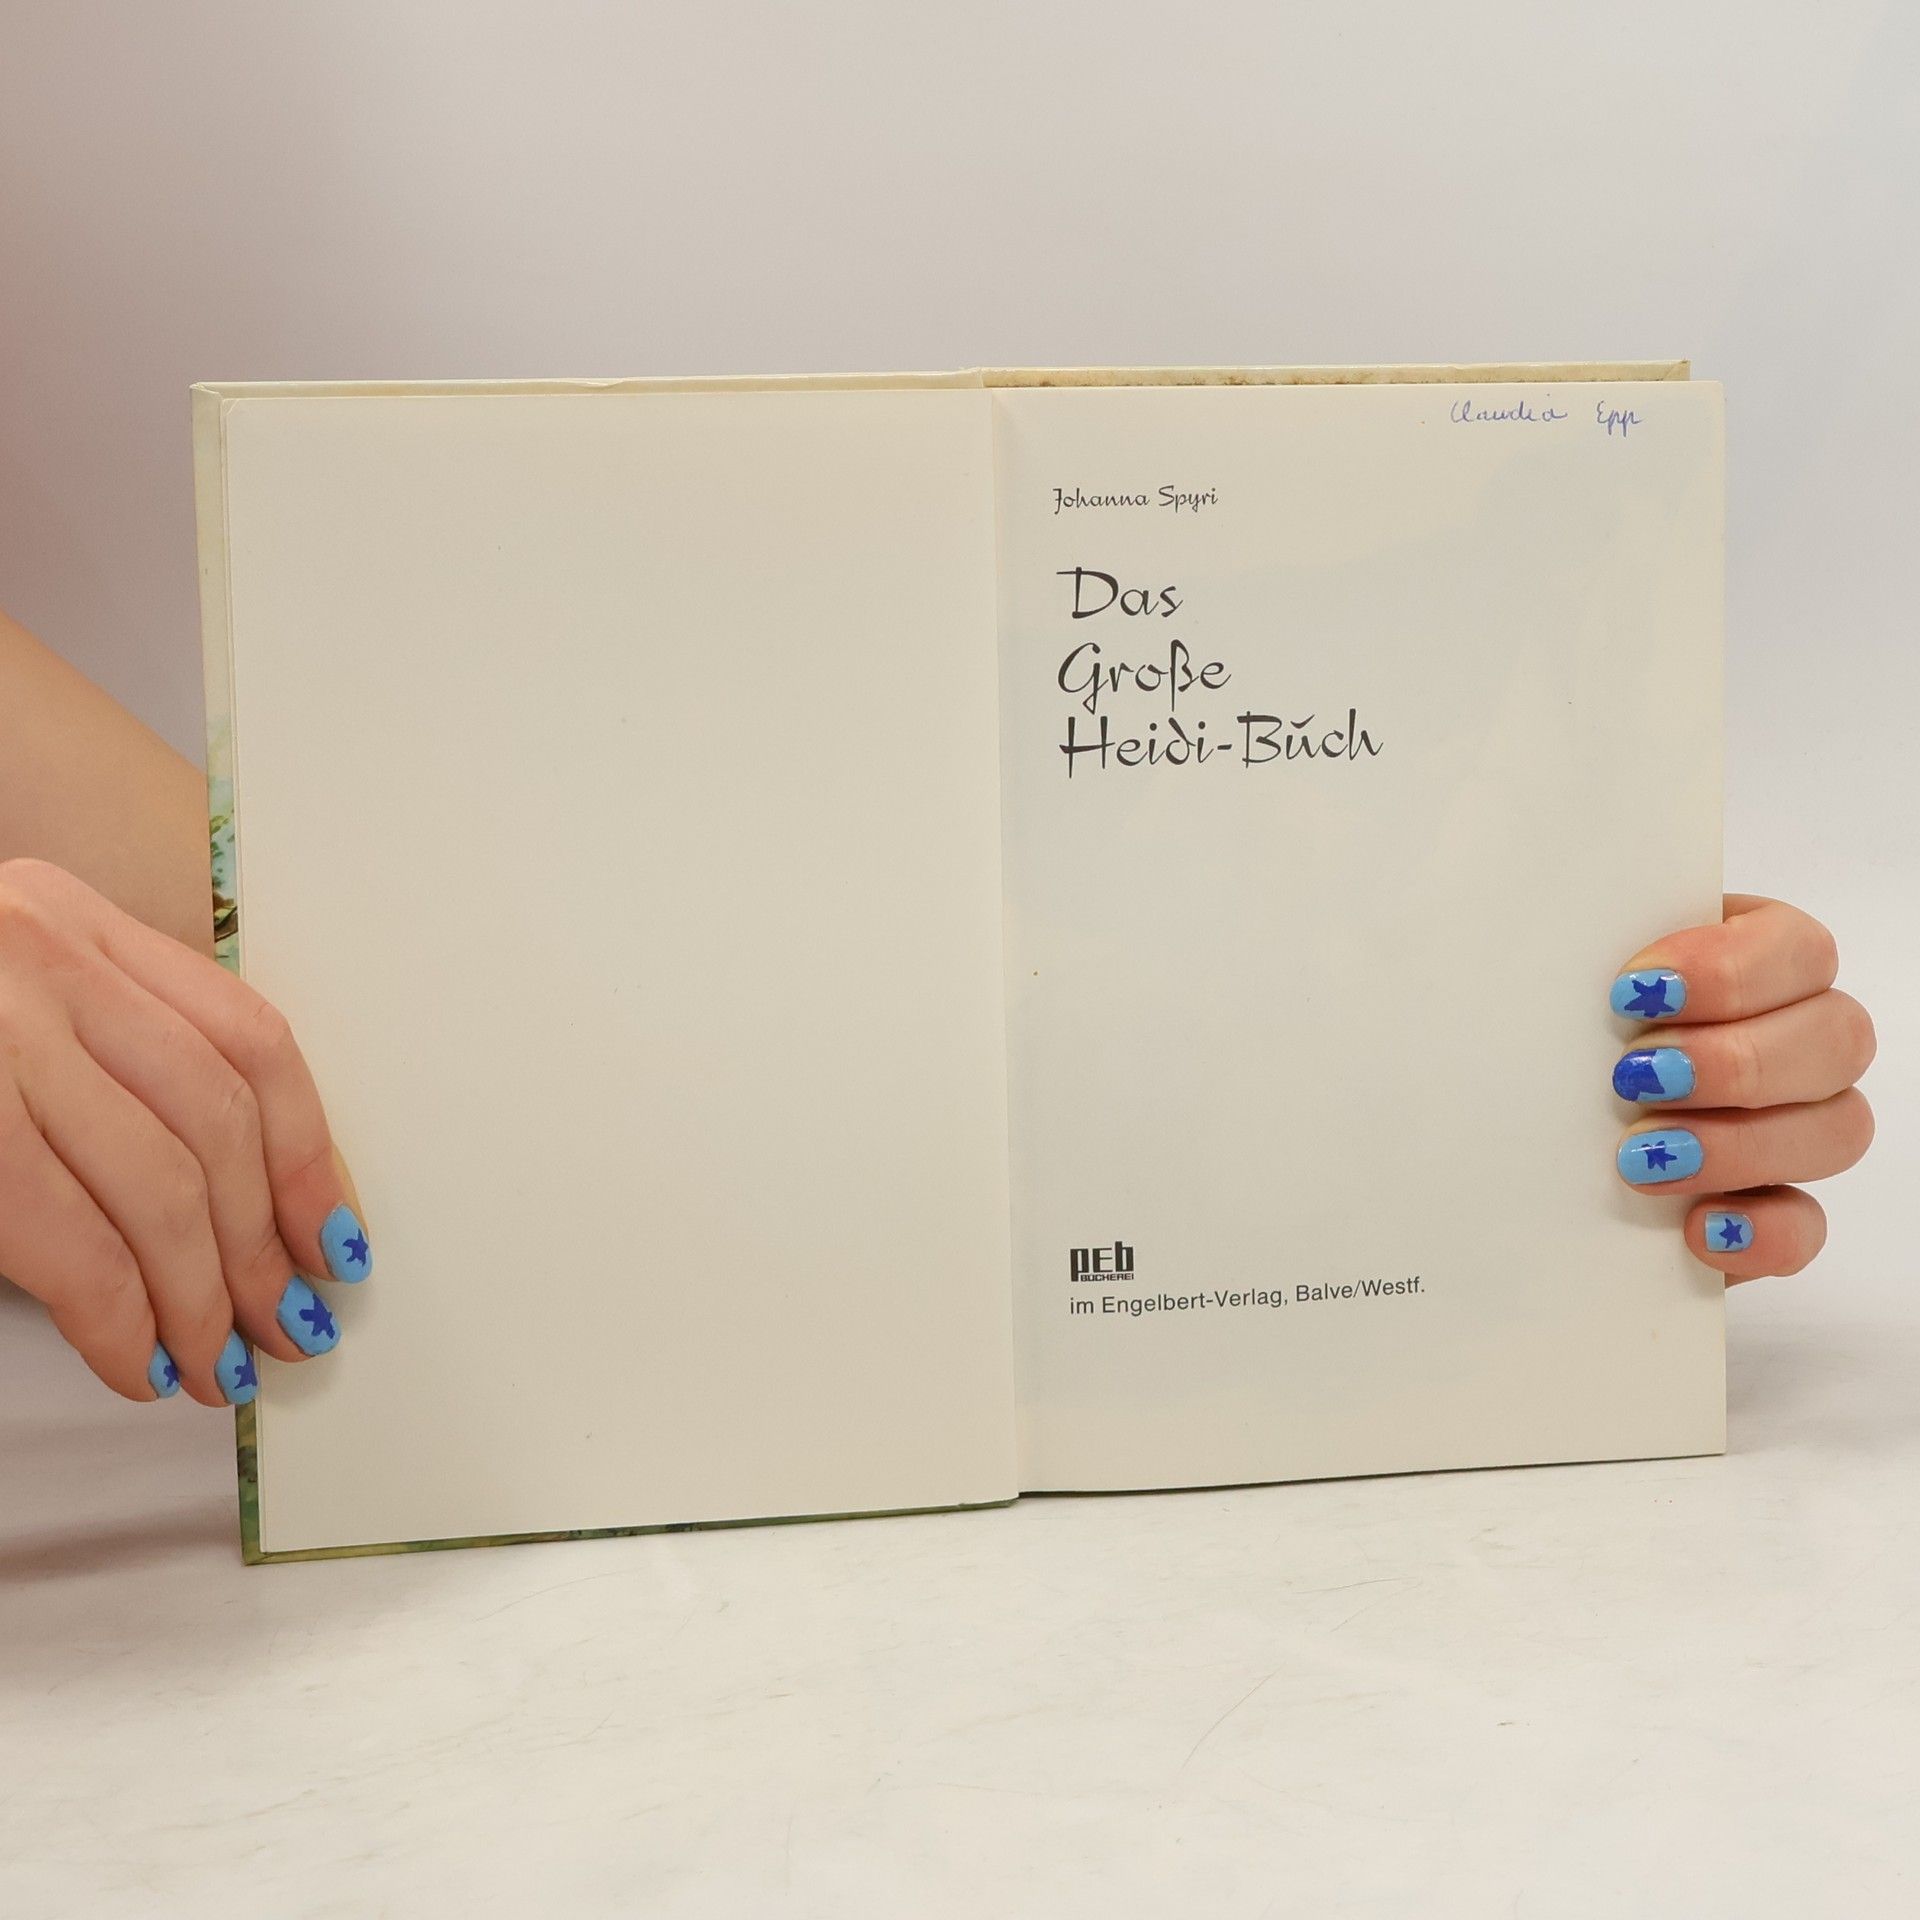 Claudia Epp
Johanna Spyri
Das
Große
Heidi-Buch
PEb
BÜCHEREI
im Engelbert-Verlag, Balve/Westf.